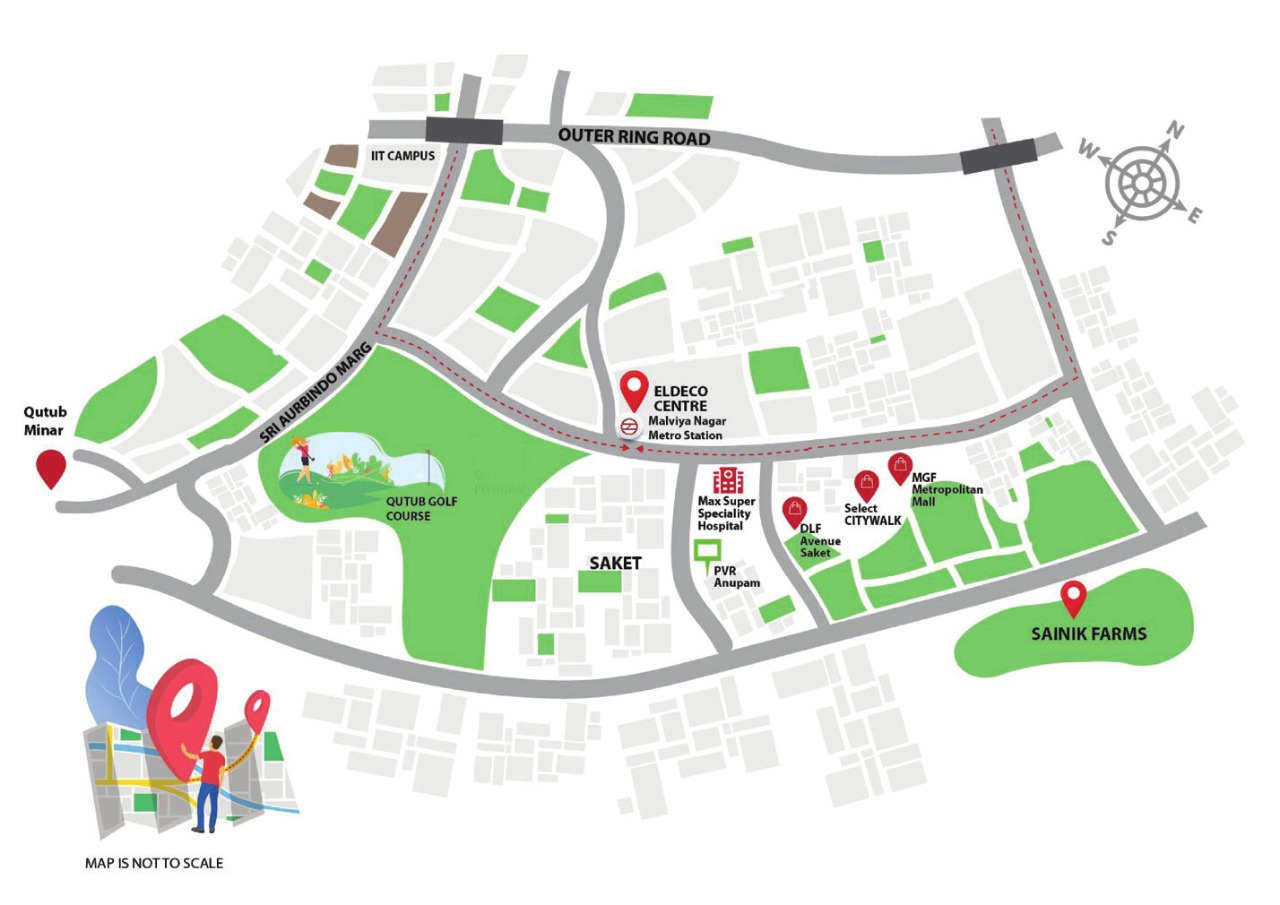 OUTER RING ROAD
IIT CAMPUS
N
W
E
S
SRI AURBINDO MARG
Qutub
Minar
ELDECO
CENTRE
Malviya Nagar
Metro Station
QUTUB GOLF
COURSE
Max Super
Speciality
Hospital
MGF
Metropolitan
Mall
Select
CITYWALK
DLF
Avenue
Saket
SAKET
PVR
Anupam
SAINIK FARMS
MAP IS NOT TO SCALE